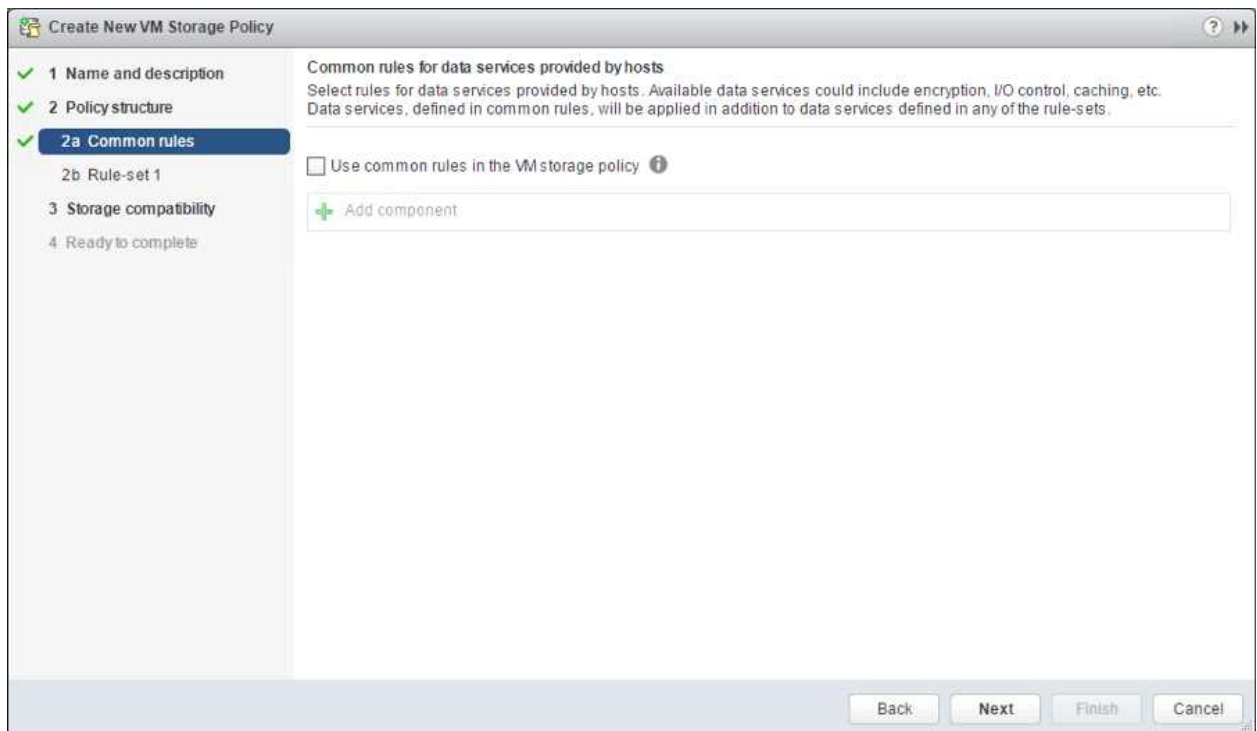 Create New VM Storage Policy
?
1 Name and description
2 Policy structure
2a Common rules
2b Rule-set 1
3 Storage compatibility
4 Ready to complete
Common rules for data services provided by hosts
Select rules for data services provided by hosts. Available data services could include encryption, I/O control, caching, etc.
Data services, defined in common rules, will be applied in addition to data services defined in any of the rule-sets.
Use common rules in the VM storage policy
Add component
Back Next Finish Cancel